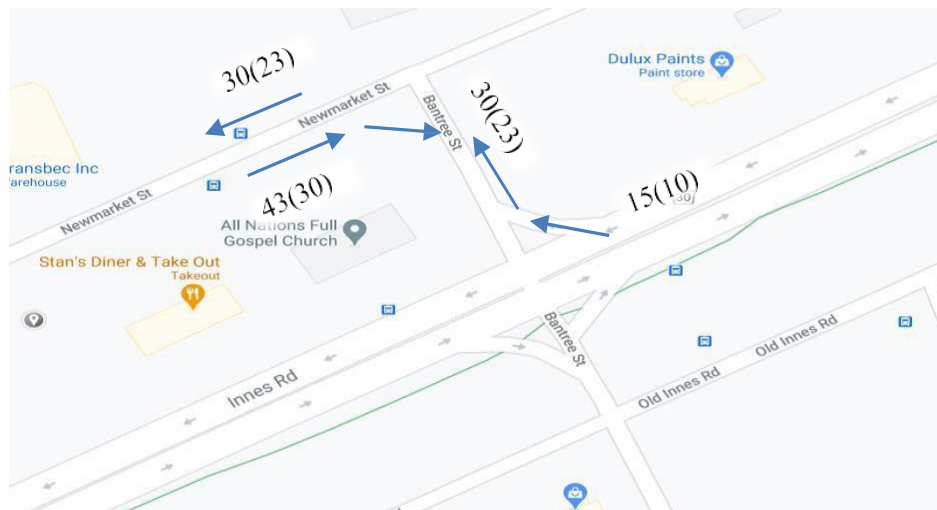 30(23)
Newmarket St
Dulux Paints
Paint store
Bantree St
30(23)
ransbec Inc
arehouse
Newmarket St
43(30)
15(10)
30
All Nations Full
Gospel Church
Stan's Diner & Take Out
Takeout
Innes Rd
Bantree St
Old Innes Rd
Old Innes Rd